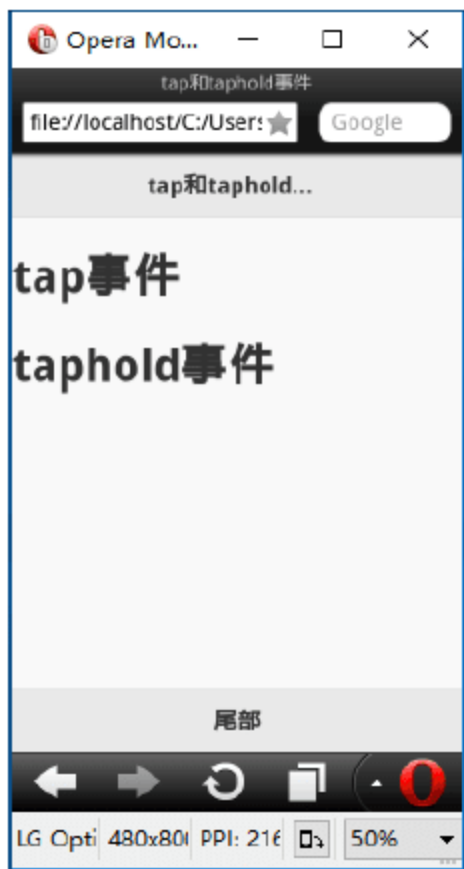 Opera Mo...
tap和taphold事件
file://localhost/C:/Users
Google
tap和taphold...
tap事件
taphold事件
尾部
LG Opti 480x80 PPI: 216 50%